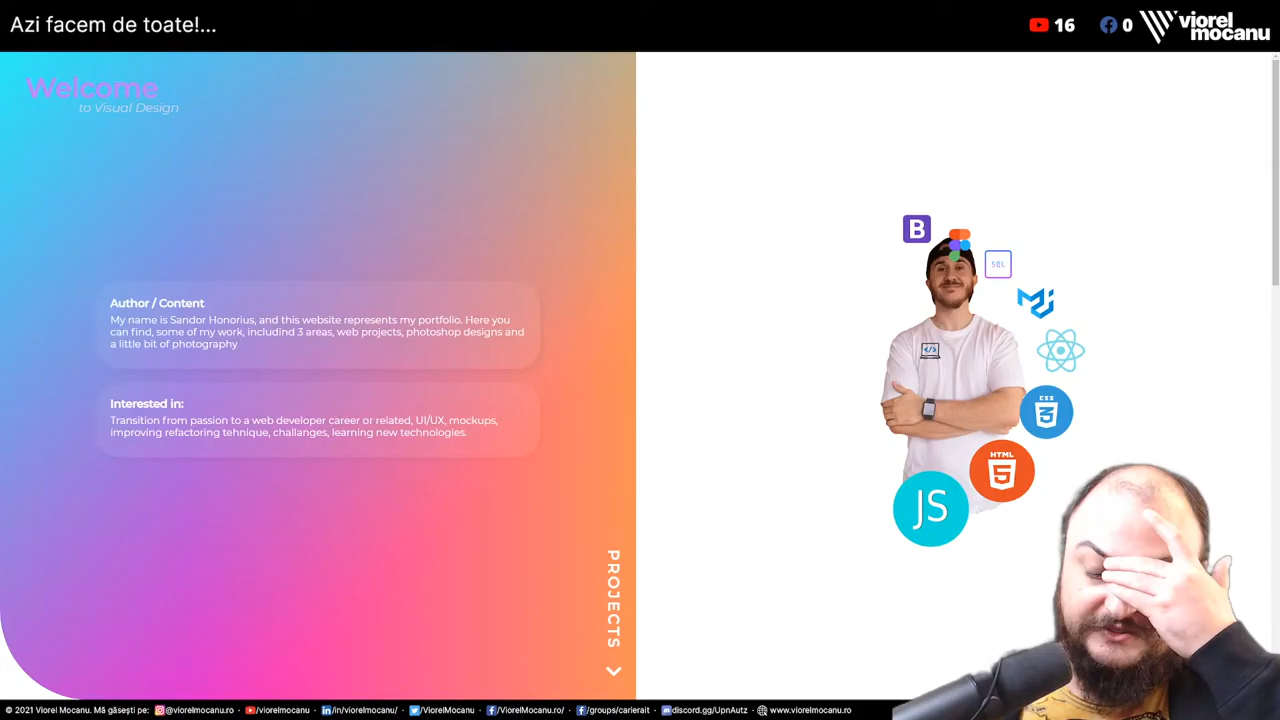 Azi facem de toate!...
16
0
viorel
mocanu
Welcome
to Visual Design
B
SQL
Author / Content
My name is Sandor Honorius, and this website represents my portfolio. Here you
can find, some of my work, includind 3 areas, web projects, photoshop designs and
a little bit of photography
Interested in:
Transition from passion to a web developer career or related, UI/UX, mockups,
improving refactoring tehnique, challanges, learning new technologies.
CSS
3
HTML
5
JS
PROJECTS
© 2021 Viorel Mocanu. Mă găsești pe: @viorelmocanu.ro · /viorelmocanu · /in/viorelmocanu/ · /ViorelMocanu · /ViorelMocanu.ro/ · /groups/carierait · discord.gg/UpnAutz · www.viorelmocanu.ro